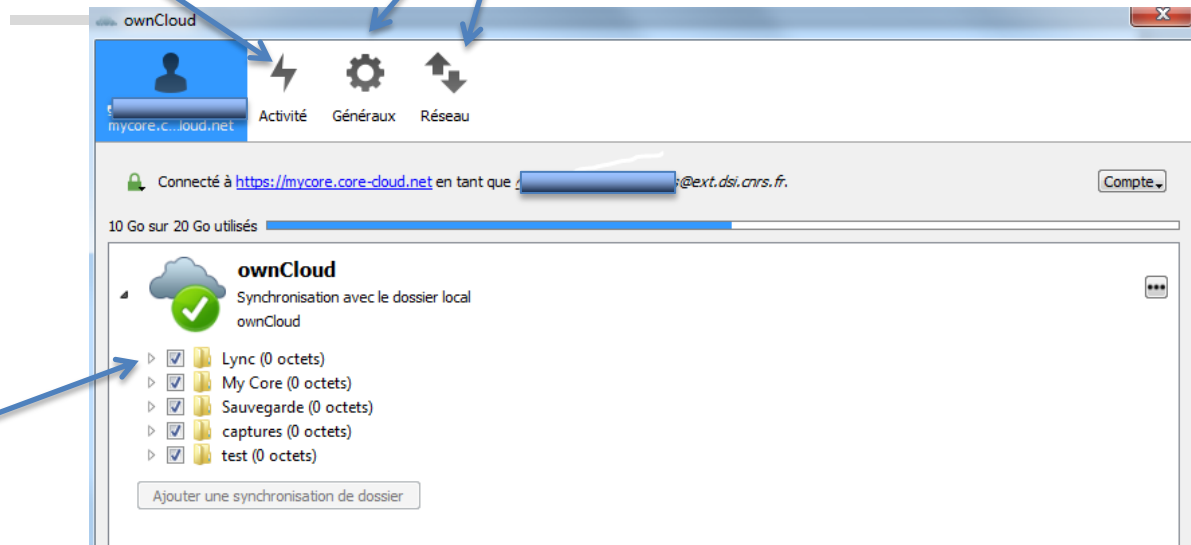 ownCloud
mycore.c...loud.net
Activité
Généraux
Réseau
Connecté à https://mycore.core-cloud.net en tant que @ext.dsi.cnrs.fr.
Compte
10 Go sur 20 Go utilisés
ownCloud
Synchronisation avec le dossier local
ownCloud
Lync (0 octets)
My Core (0 octets)
Sauvegarde (0 octets)
captures (0 octets)
test (0 octets)
Ajouter une synchronisation de dossier